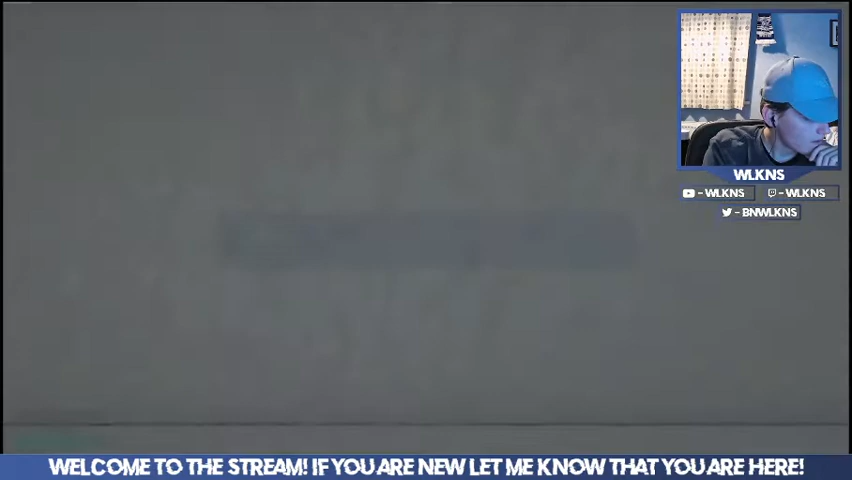 WLKNS
- WLKNS
- WLKNS
- BNWLKNS
WELCOME TO THE STREAM! IF YOU ARE NEW LET ME KNOW THAT YOU ARE HERE!